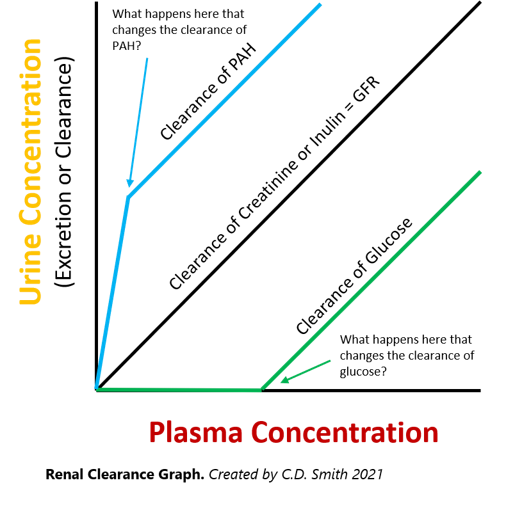 What happens here that
changes the clearance of
PAH?
Urine Concentration
(Excretion or Clearance)
Clearance of PAH
Clearance of Creatinine or Inulin = GFR
Clearance of Glucose
What happens here that
changes the clearance of
glucose?
Plasma Concentration
Renal Clearance Graph. Created by C.D. Smith 2021